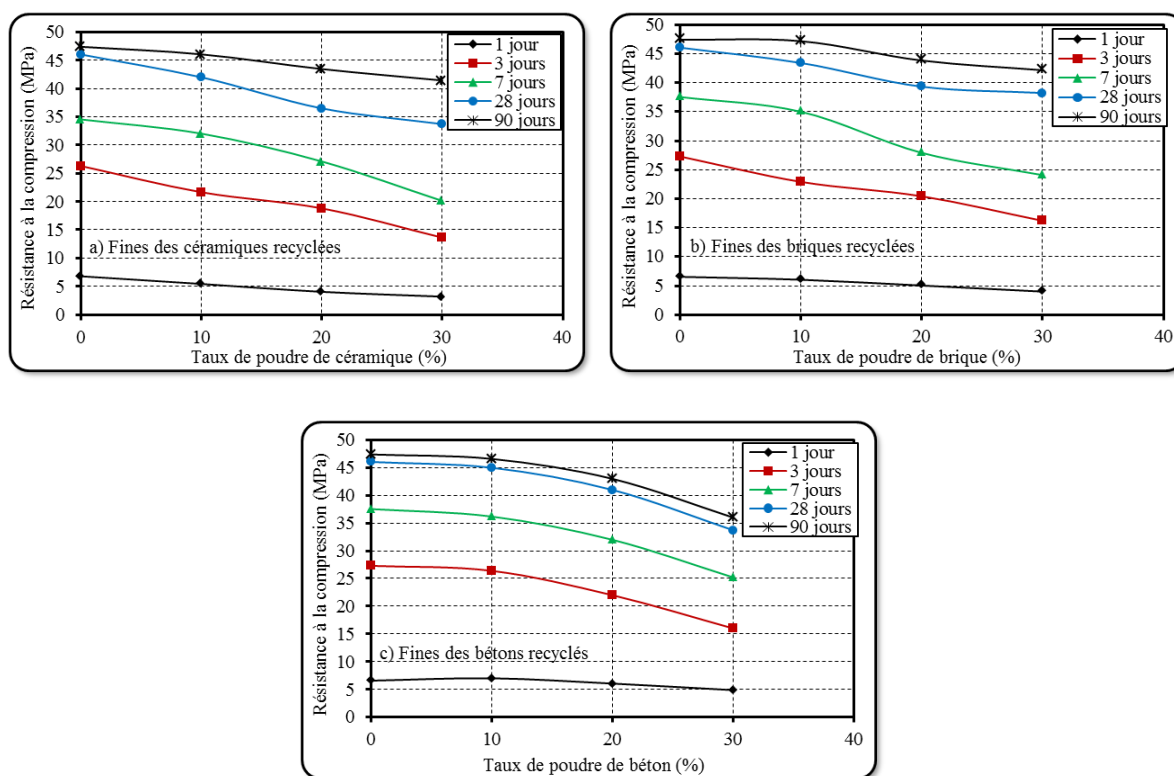 Résistance à la compression (MPa)
50
45
40
35
30
25
20
15
10
5
0
1 jour
3 jours
7 jours
28 jours
90 jours
a) Fines des céramiques recyclées
0 10 20 30 40
Taux de poudre de céramique (%)
Résistance à la compression (MPa)
50
45
40
35
30
25
20
15
10
5
0
1 jour
3 jours
7 jours
28 jours
90 jours
b) Fines des briques recyclées
0 10 20 30 40
Taux de poudre de brique (%)
Résistance à la compression (MPa)
50
45
40
35
30
25
20
15
10
5
0
1 jour
3 jours
7 jours
28 jours
90 jours
c) Fines des bétons recyclés
0 10 20 30 40
Taux de poudre de béton (%)